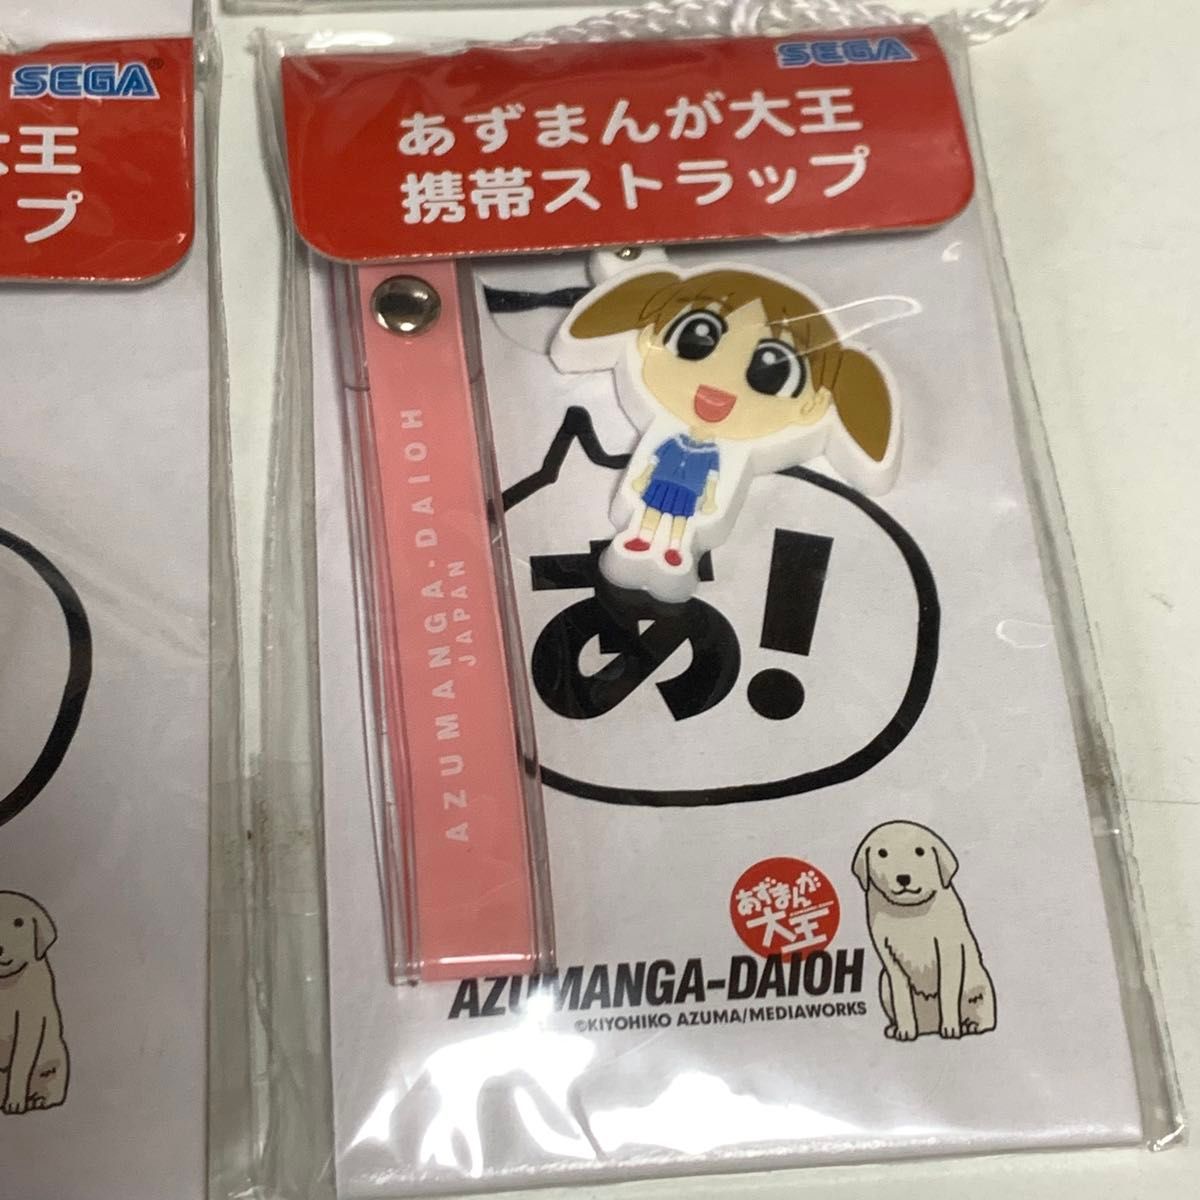 SEGA®
大王
プ
SEGA
あずまんが大王
携帯ストラップ
AZUMANGA-DAIOH
JAPAN
あ!
あずまんが
大王
AZUMANGA-DAIOH
©KIYOHIKO AZUMA/MEDIAWORKS